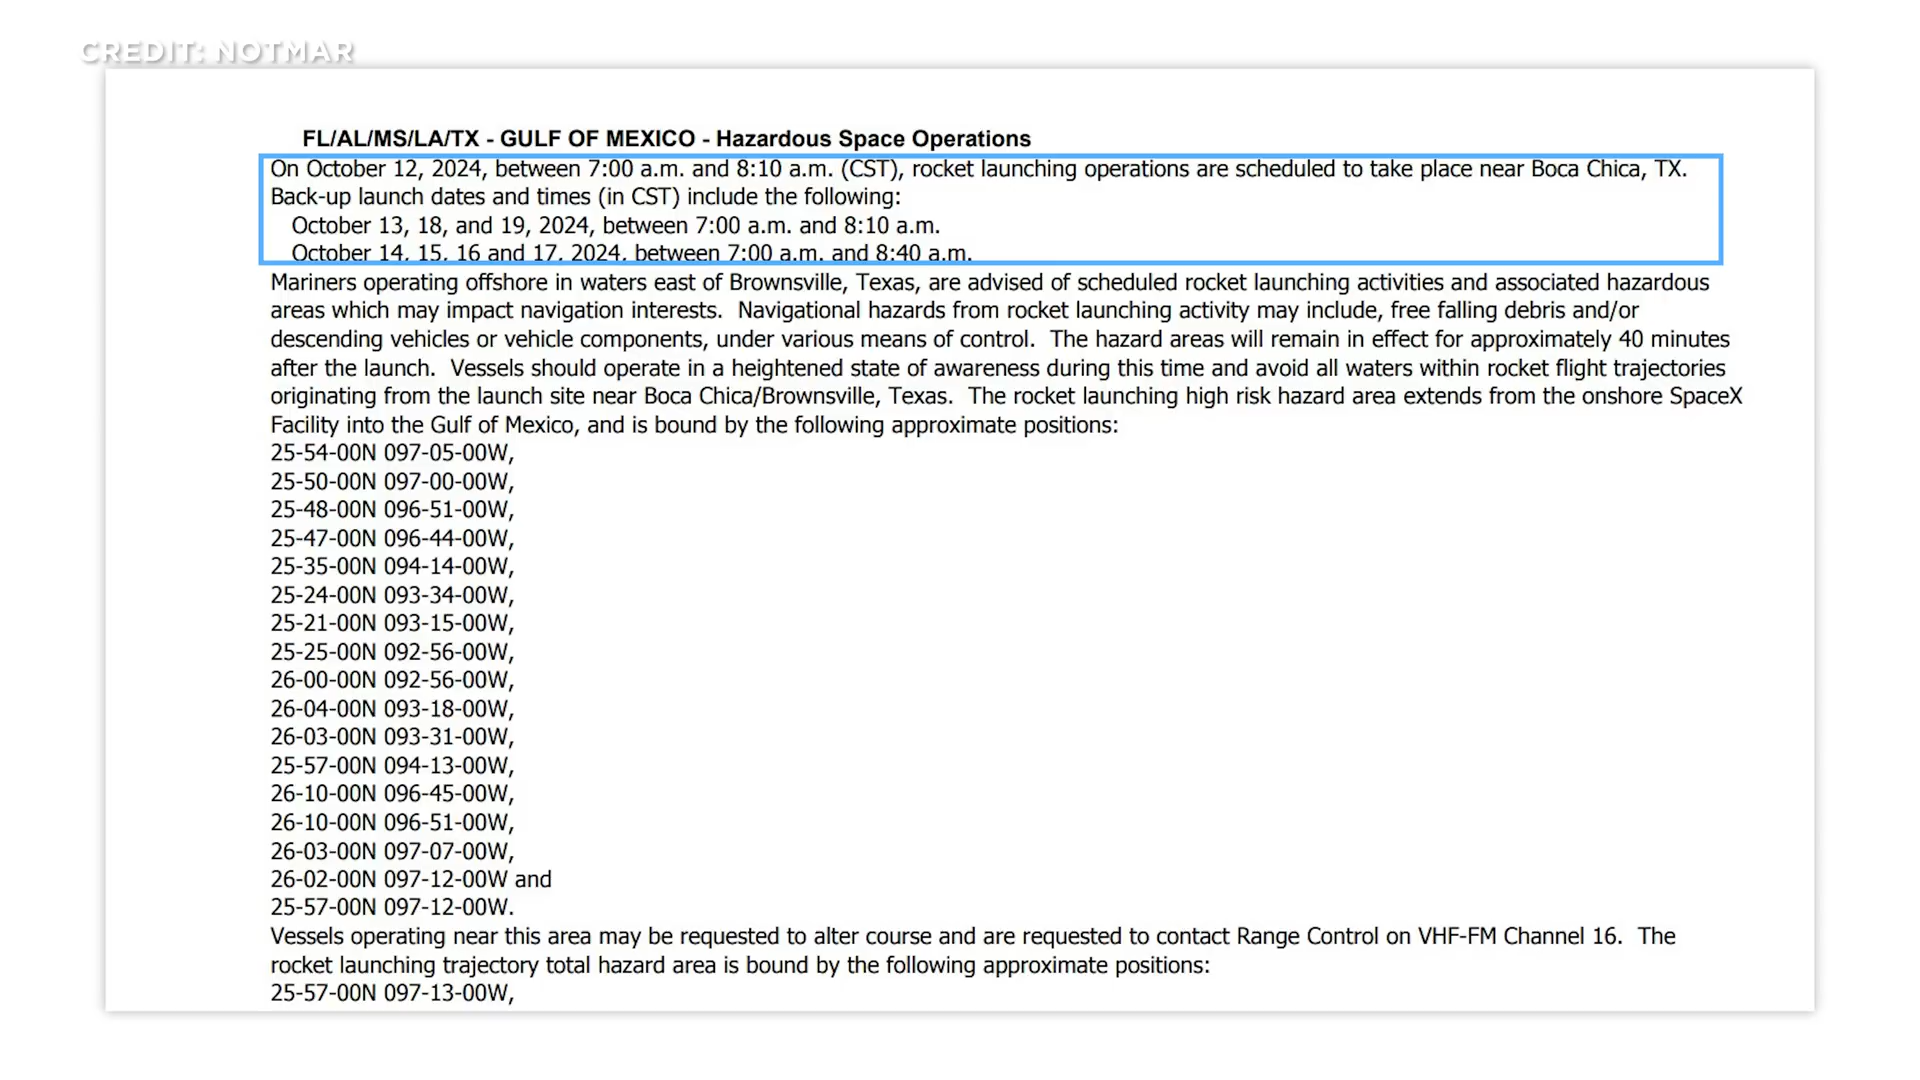 CREDIT: NOTMAR
FL/AL/MS/LA/TX - GULF OF MEXICO - Hazardous Space Operations
On October 12, 2024, between 7:00 a.m. and 8:10 a.m. (CST), rocket launching operations are scheduled to take place near Boca Chica, TX.
Back-up launch dates and times (in CST) include the following:
October 13, 18, and 19, 2024, between 7:00 a.m. and 8:10 a.m.
October 14, 15, 16 and 17, 2024, between 7:00 a.m. and 8:40 a.m.
Mariners operating offshore in waters east of Brownsville, Texas, are advised of scheduled rocket launching activities and associated hazardous
areas which may impact navigation interests.  Navigational hazards from rocket launching activity may include, free falling debris and/or
descending vehicles or vehicle components, under various means of control.  The hazard areas will remain in effect for approximately 40 minutes
after the launch.  Vessels should operate in a heightened state of awareness during this time and avoid all waters within rocket flight trajectories
originating from the launch site near Boca Chica/Brownsville, Texas.  The rocket launching high risk hazard area extends from the onshore SpaceX
Facility into the Gulf of Mexico, and is bound by the following approximate positions:
25-54-00N 097-05-00W,
25-50-00N 097-00-00W,
25-48-00N 096-51-00W,
25-47-00N 096-44-00W,
25-35-00N 094-14-00W,
25-24-00N 093-34-00W,
25-21-00N 093-15-00W,
25-25-00N 092-56-00W,
26-00-00N 092-56-00W,
26-04-00N 093-18-00W,
26-03-00N 093-31-00W,
25-57-00N 094-13-00W,
26-10-00N 096-45-00W,
26-10-00N 096-51-00W,
26-03-00N 097-07-00W,
26-02-00N 097-12-00W and
25-57-00N 097-12-00W.
Vessels operating near this area may be requested to alter course and are requested to contact Range Control on VHF-FM Channel 16.  The
rocket launching trajectory total hazard area is bound by the following approximate positions:
25-57-00N 097-13-00W,